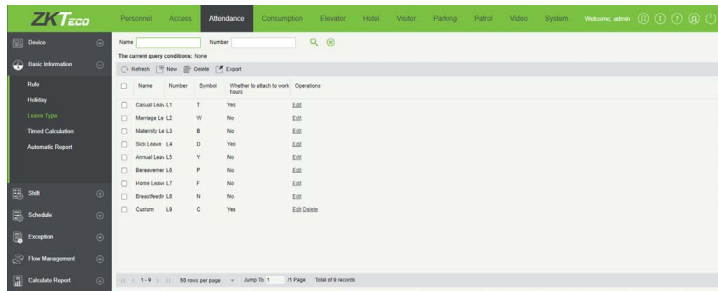 ZKTeco
Personnel Access Attendance Consumption Elevator Hotel Visitor Parking Patrol Video System Welcome, admin
Device
Name Number
Basic Information
The current query conditions: None
Refresh New Delete Export
Rule
Name Number Symbol Whether to attach to work hours Operations
Holiday
Casual Leav L1 T Yes Edit
Leave Type
Marriage Le L2 W No Edit
Maternity Le L3 B No Edit
Timed Calculation
Sick Leave L4 D Yes Edit
Automatic Report
Annual Leav L5 Y No Edit
Bereavemer L6 P No Edit
Home Leave L7 F No Edit
Breastfeedir L8 N No Edit
Shift
Custom L9 C Yes Edit Delete
Schedule
Exception
Flow Management
Calculate Report
1-9 50 rows per page Jump To 1 /1 Page Total of 9 records